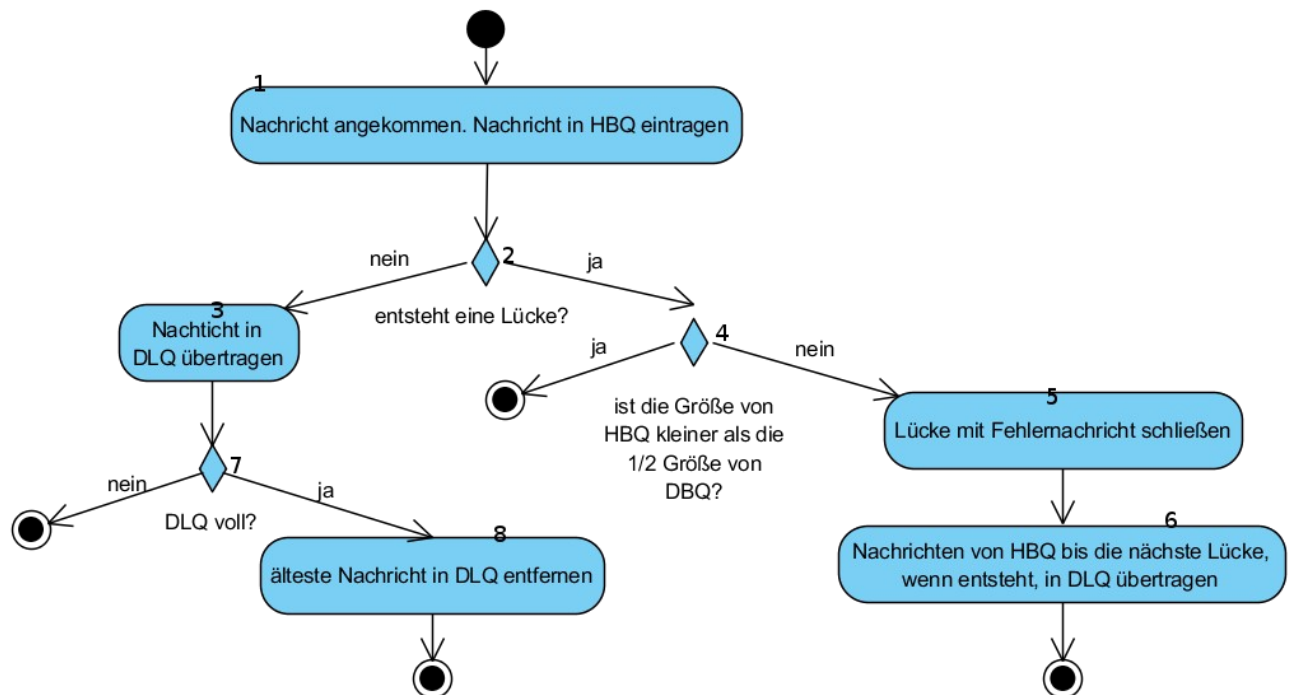 1
Nachricht angekommen. Nachricht in HBQ eintragen
2
nein
ja
entsteht eine Lücke?
3
Nachticht in
DLQ übertragen
4
ja
nein
ist die Größe von
HBQ kleiner als die
1/2 Größe von
DBQ?
5
Lücke mit Fehlernachricht schließen
7
nein
ja
DLQ voll?
8
älteste Nachricht in DLQ entfernen
6
Nachrichten von HBQ bis die nächste Lücke,
wenn entsteht, in DLQ übertragen